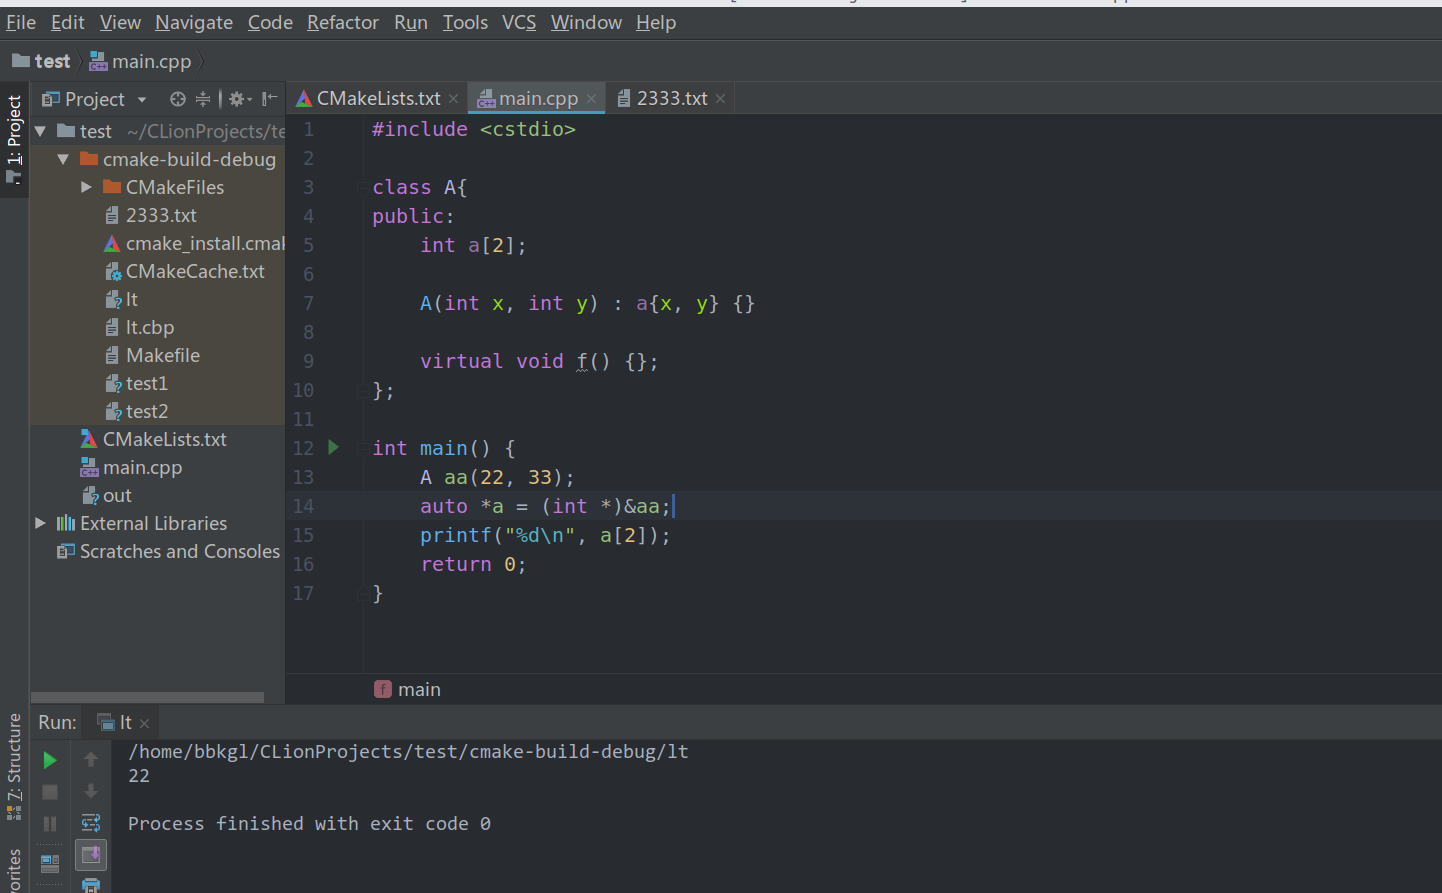 File Edit View Navigate Code Refactor Run Tools VCS Window Help
test main.cpp
1: Project
Project
CMakeLists.txt main.cpp 2333.txt
test ~/CLionProjects/te
cmake-build-debug
CMakeFiles
2333.txt
cmake_install.cmak
CMakeCache.txt
lt
lt.cbp
Makefile
test1
test2
CMakeLists.txt
main.cpp
out
External Libraries
Scratches and Consoles
1 #include <cstdio>
2
3 class A{
4 public:
5     int a[2];
6
7     A(int x, int y) : a{x, y} {}
8
9     virtual void f() {};
10 };
11
12 int main() {
13     A aa(22, 33);
14     auto *a = (int *)&aa;
15     printf("%d\n", a[2]);
16     return 0;
17 }
f main
Run: lt
7: Structure
vorites
/home/bbkgl/CLionProjects/test/cmake-build-debug/lt
22
Process finished with exit code 0